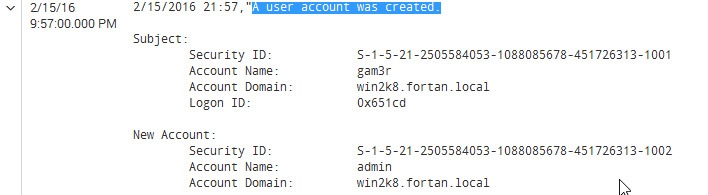 2/15/16
9:57:00.000 PM
2/15/2016 21:57,"A user account was created.
Subject:
Security ID: S-1-5-21-2505584053-1088085678-451726313-1001
Account Name: gam3r
Account Domain: win2k8.fortan.local
Logon ID: 0x651cd
New Account:
Security ID: S-1-5-21-2505584053-1088085678-451726313-1002
Account Name: admin
Account Domain: win2k8.fortan.local